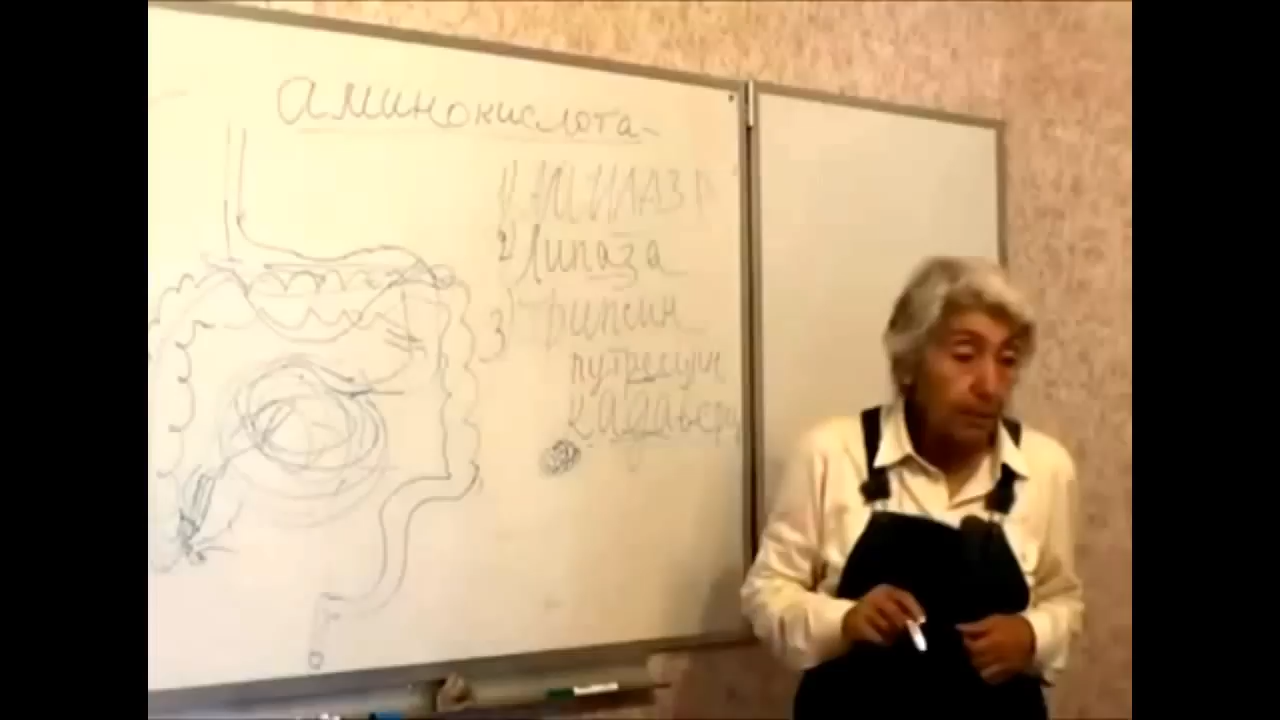 аминокислота-
1) АМИЛАЗА
2) Липаза
3) Трипсин
путресцин
кадаверин